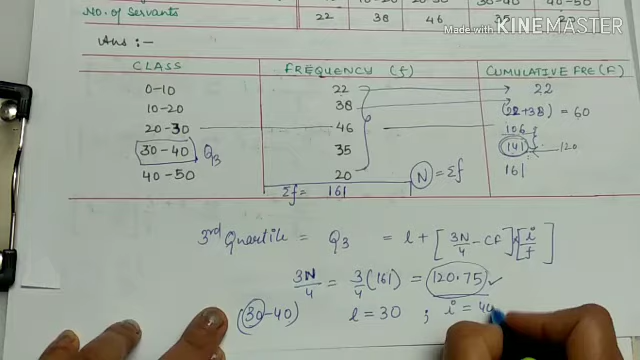 No. of Servants 22 38 46 35 20
Made with KINEMASTER
Ans :-
CLASS FREQUENCY (f) CUMULATIVE FRE (F)
0-10 22 22
10-20 38 (22+38) = 60
20-30 46 106
30-40 Q3 35 141 120
40-50 20 N = Σf 161
Σf = 161
3rd Quartile = Q3 = l + [3N/4 - CF] × [i/f]
3N/4 = 3/4 (161) = 120.75 ✓
(30-40) l = 30 ; i = 40